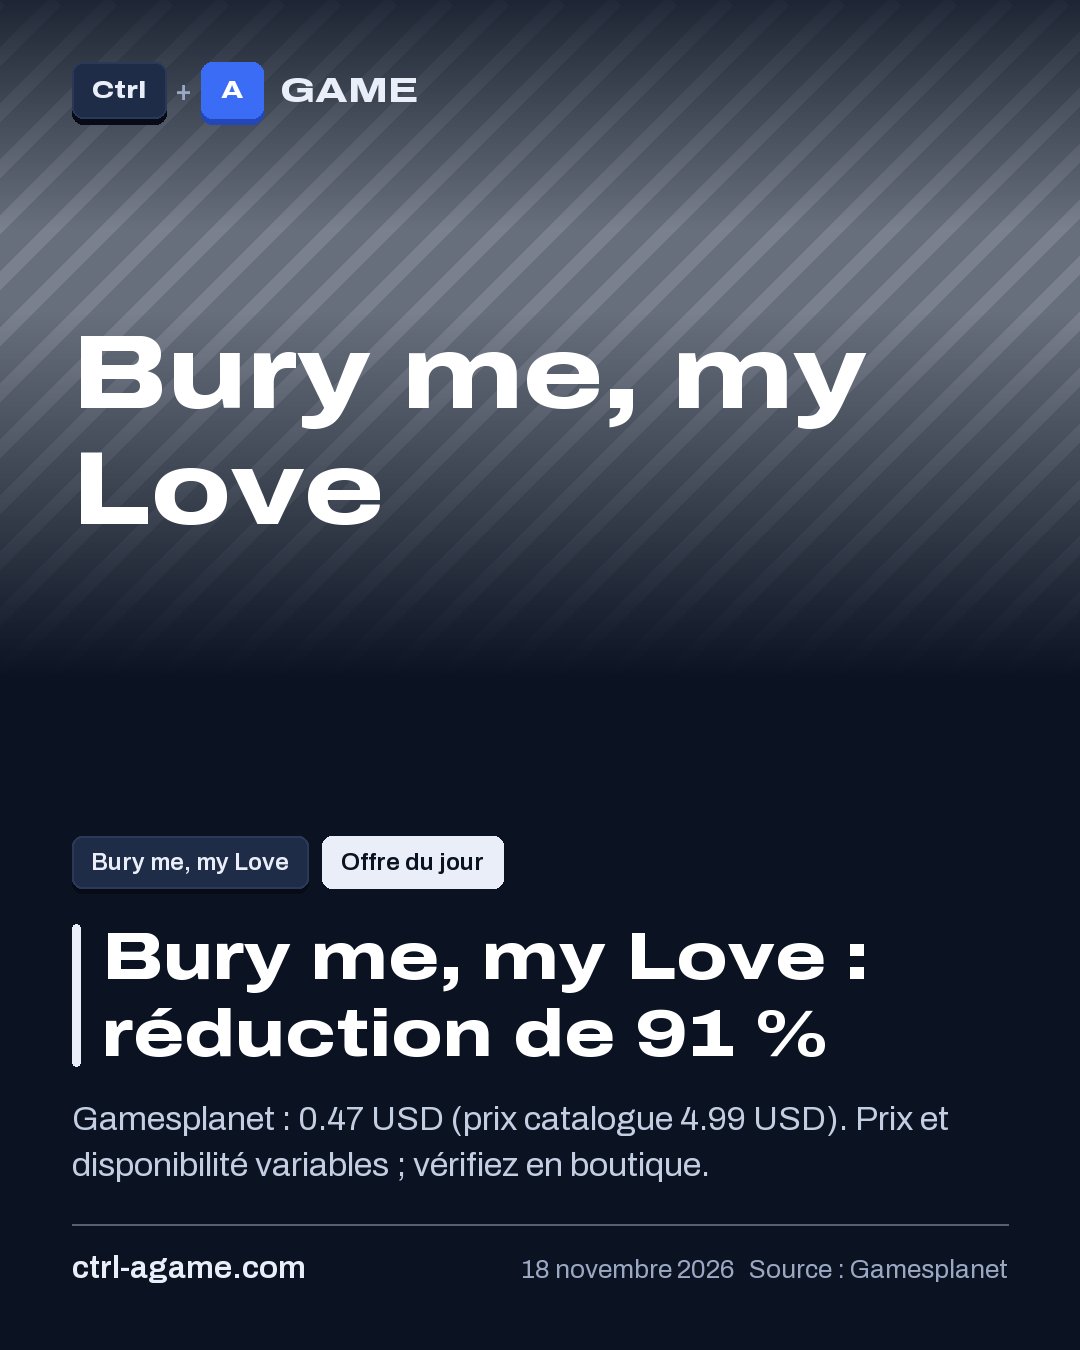 Ctrl + A GAME
Bury me, my
Love
Bury me, my Love Offre du jour
Bury me, my Love :
réduction de 91 %
Gamesplanet : 0.47 USD (prix catalogue 4.99 USD). Prix et
disponibilité variables ; vérifiez en boutique.
ctrl-agame.com 18 novembre 2026 Source : Gamesplanet